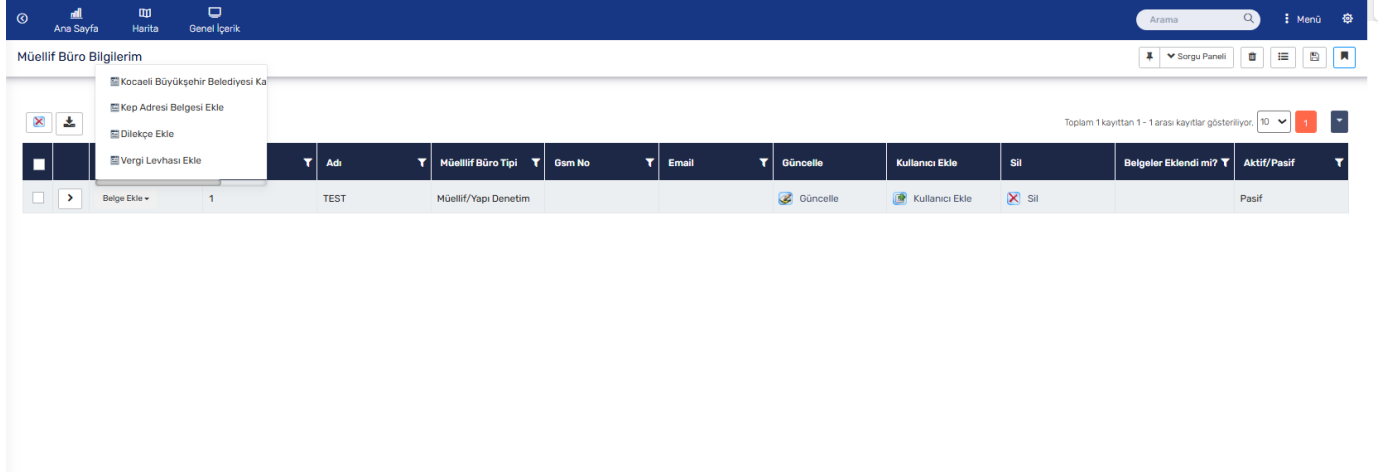 Ana Sayfa
Harita
Genel İçerik
Arama
Menü
Müellif Büro Bilgilerim
Sorgu Paneli
Kocaeli Büyükşehir Belediyesi Ka
Kep Adresi Belgesi Ekle
Dilekçe Ekle
Vergi Levhası Ekle
Toplam 1 kayıttan 1 - 1 arası kayıtlar gösteriliyor. 10 1
Adı Müelllif Büro Tipi Gsm No Email Güncelle Kullanıcı Ekle Sil Belgeler Eklendi mi? Aktif/Pasif
Belge Ekle 1 TEST Müellif/Yapı Denetim Güncelle Kullanıcı Ekle Sil Pasif